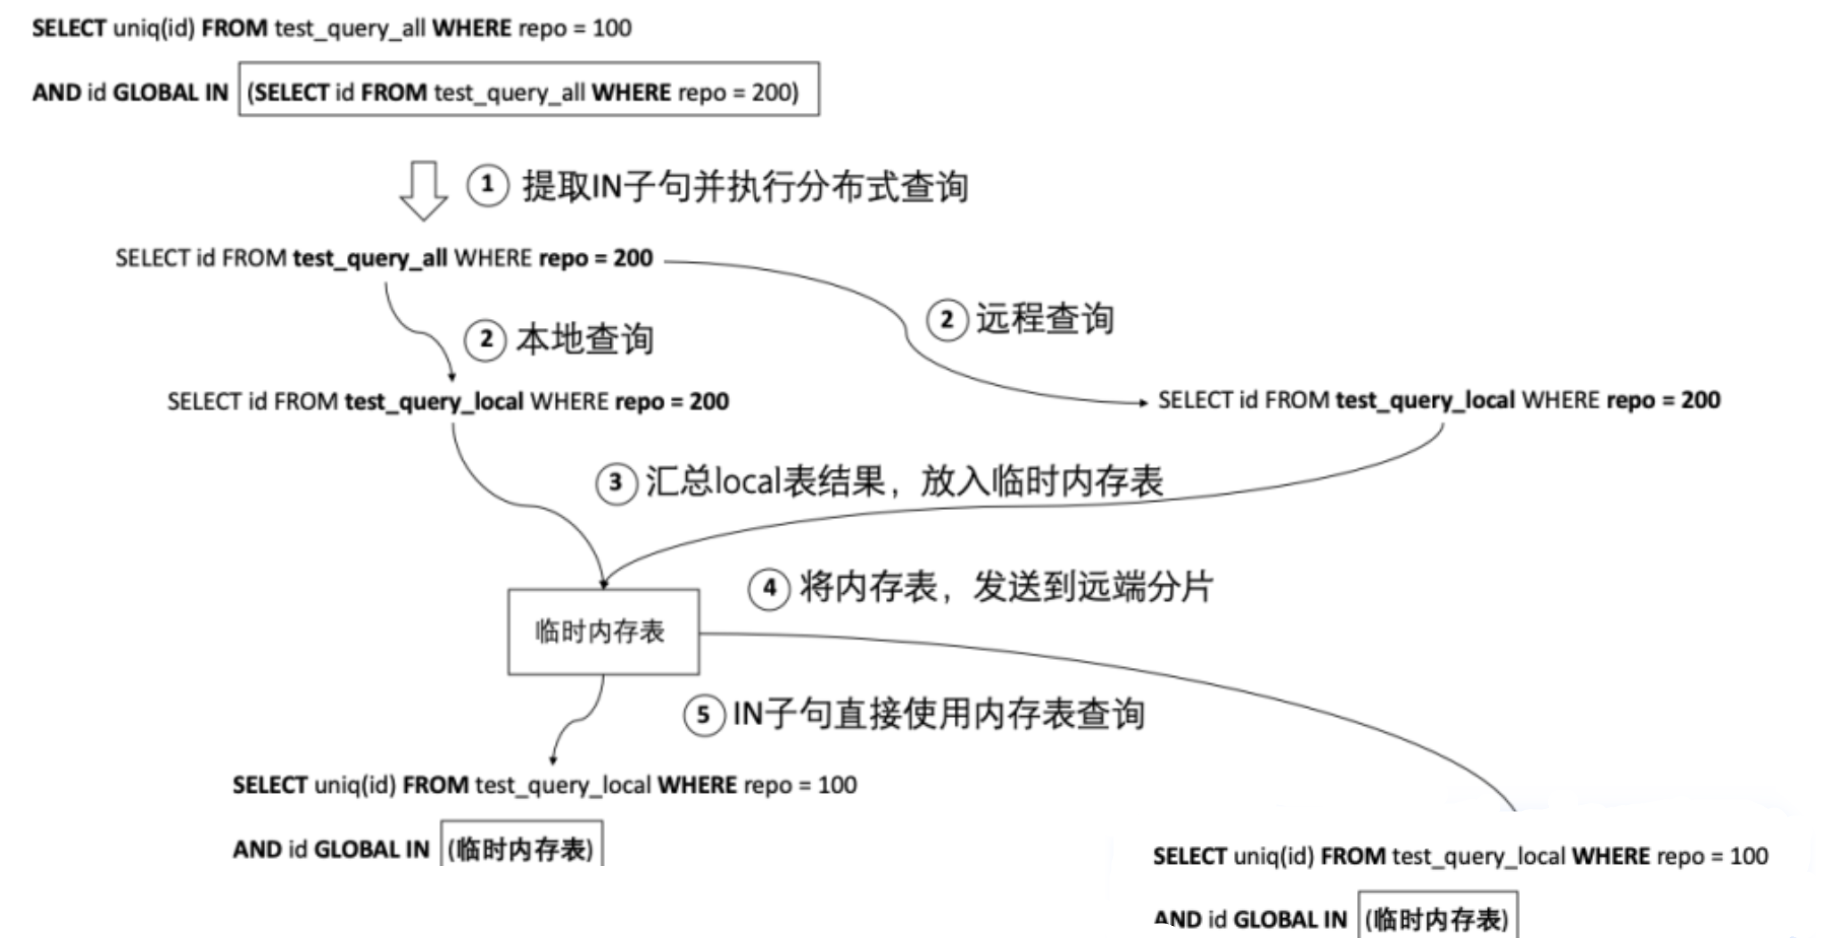 SELECT uniq(id) FROM test_query_all WHERE repo = 100
AND id GLOBAL IN (SELECT id FROM test_query_all WHERE repo = 200)
① 提取IN子句并执行分布式查询
SELECT id FROM test_query_all WHERE repo = 200
② 远程查询
② 本地查询
SELECT id FROM test_query_local WHERE repo = 200
SELECT id FROM test_query_local WHERE repo = 200
③ 汇总local表结果，放入临时内存表
④ 将内存表，发送到远端分片
临时内存表
⑤ IN子句直接使用内存表查询
SELECT uniq(id) FROM test_query_local WHERE repo = 100
AND id GLOBAL IN (临时内存表)
SELECT uniq(id) FROM test_query_local WHERE repo = 100
AND id GLOBAL IN (临时内存表)